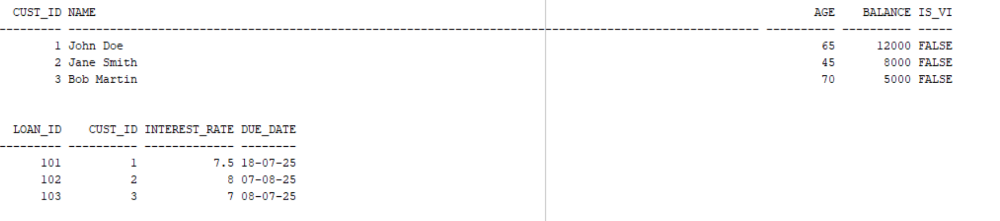 CUST_ID NAME AGE BALANCE IS_VI
--------- ---------------------------------------------------------------------------------------------------- ---------- ---------- -----
1 John Doe 65 12000 FALSE
2 Jane Smith 45 8000 FALSE
3 Bob Martin 70 5000 FALSE
LOAN_ID CUST_ID INTEREST_RATE DUE_DATE
--------- ---------- ------------- --------
101 1 7.5 18-07-25
102 2 8 07-08-25
103 3 7 08-07-25